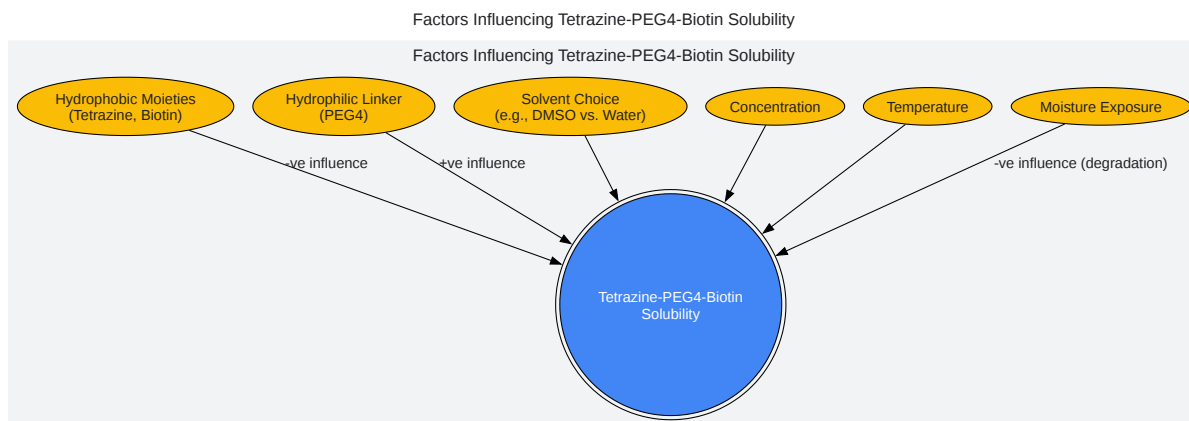 Factors Influencing Tetrazine-PEG4-Biotin Solubility
Factors Influencing Tetrazine-PEG4-Biotin Solubility
Hydrophobic Moieties
(Tetrazine, Biotin)
Hydrophilic Linker
(PEG4)
Solvent Choice
(e.g., DMSO vs. Water)
Concentration
Temperature
Moisture Exposure
-ve influence
+ve influence
-ve influence (degradation)
Tetrazine-PEG4-Biotin
Solubility